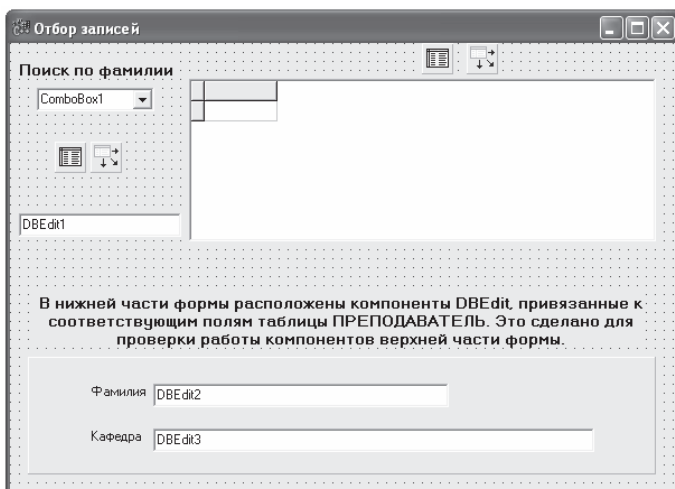 Отбор записей
Поиск по фамилии
ComboBox1
DBEdit1
В нижней части формы расположены компоненты DBEdit, привязанные к
соответствующим полям таблицы ПРЕПОДАВАТЕЛЬ. Это сделано для
проверки работы компонентов верхней части формы.
Фамилия DBEdit2
Кафедра DBEdit3